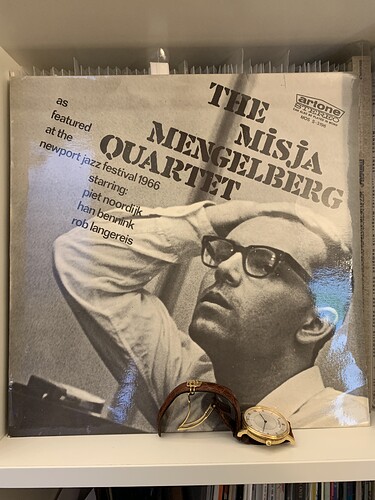 THE
MISJA
MENGELBERG
QUARTET
artone
STEREO
as
featured
at the
newport jazz festival 1966
starring:
piet noordijk
han bennink
rob langereis